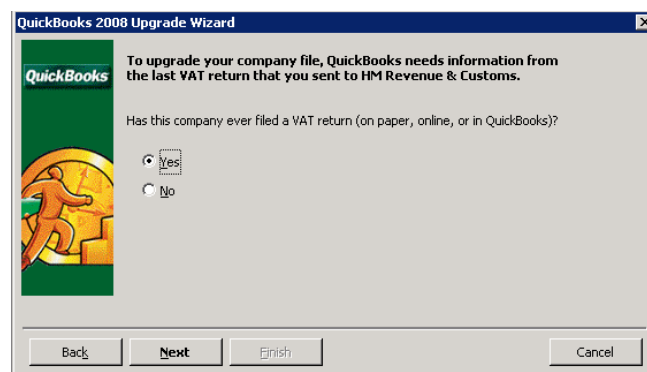 QuickBooks 2008 Upgrade Wizard
QuickBooks
To upgrade your company file, QuickBooks needs information from
the last VAT return that you sent to HM Revenue & Customs.
Has this company ever filed a VAT return (on paper, online, or in QuickBooks)?
Yes
No
Back
Next
Finish
Cancel